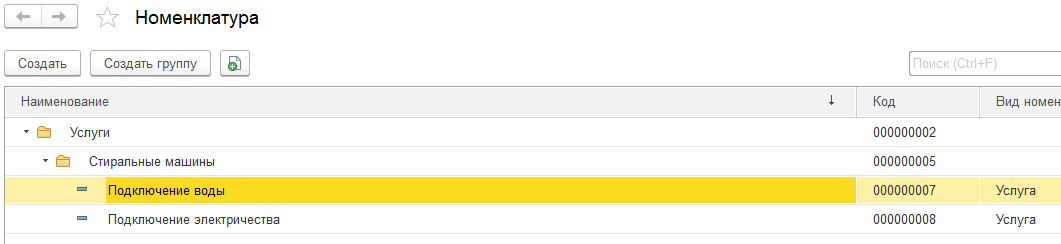 Номенклатура
Создать Создать группу Поиск (Ctrl+F)
Наименование ↓ Код Вид номен
Услуги 000000002
Стиральные машины 000000005
Подключение воды 000000007 Услуга
Подключение электричества 000000008 Услуга